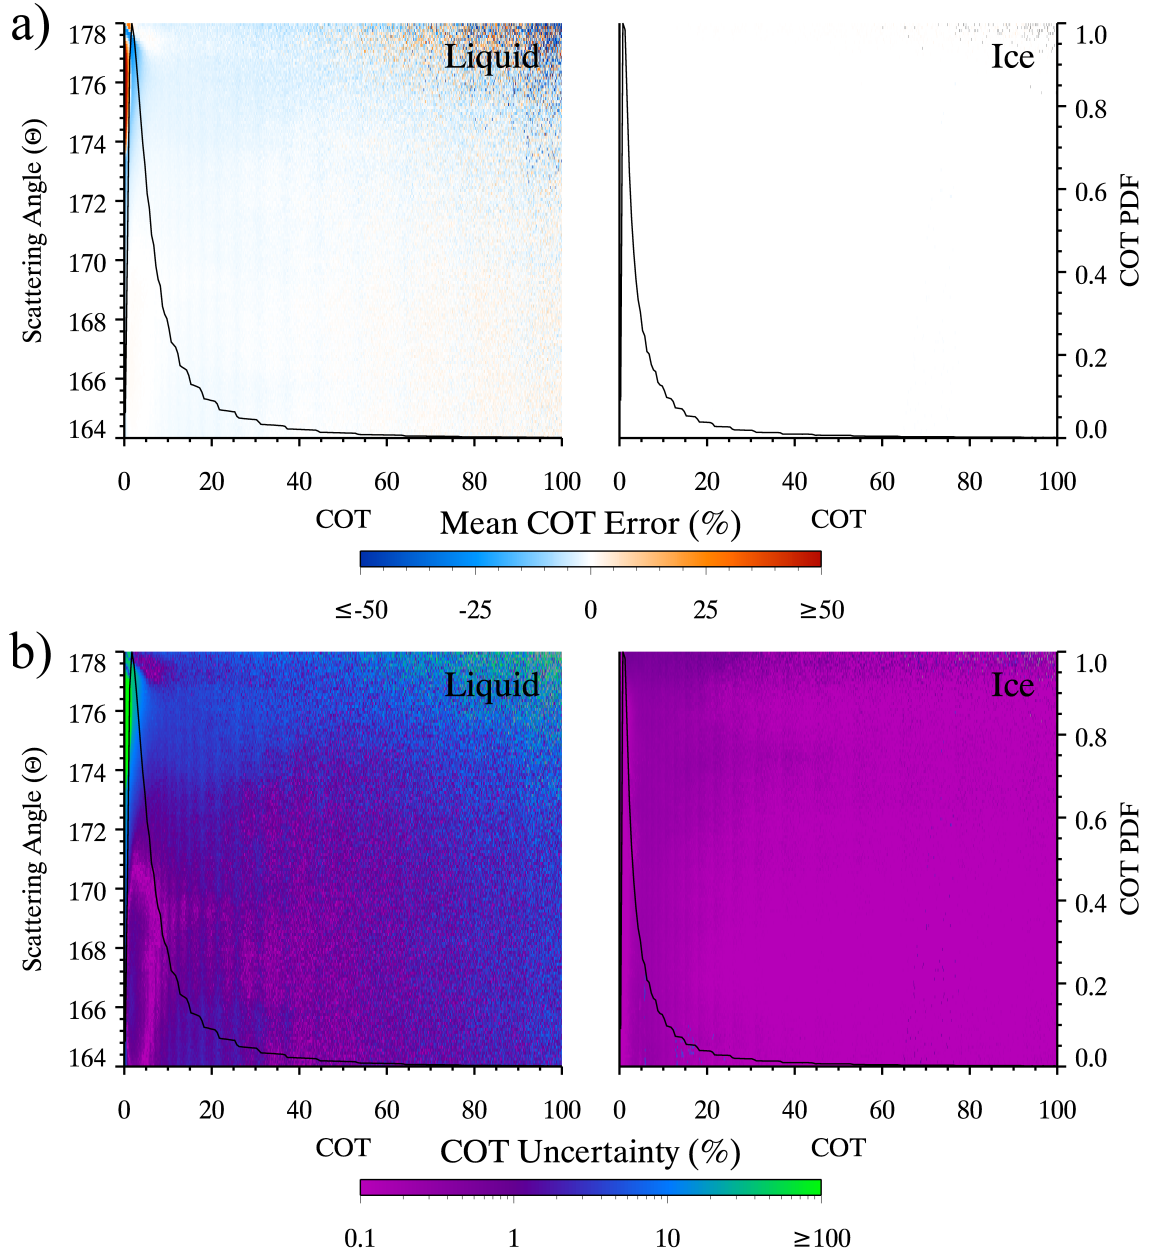 a)
178
176
174
172
170
168
166
164
Scattering Angle (Θ)
Liquid
Ice
1.0
0.8
0.6
0.4
0.2
0.0
COT PDF
0 20 40 60 80 100
0 20 40 60 80 100
COT
Mean COT Error (%)
COT
≤-50 -25 0 25 ≥50
b)
178
176
174
172
170
168
166
164
Scattering Angle (Θ)
Liquid
Ice
1.0
0.8
0.6
0.4
0.2
0.0
COT PDF
0 20 40 60 80 100
0 20 40 60 80 100
COT
COT Uncertainty (%)
COT
0.1 1 10 ≥100